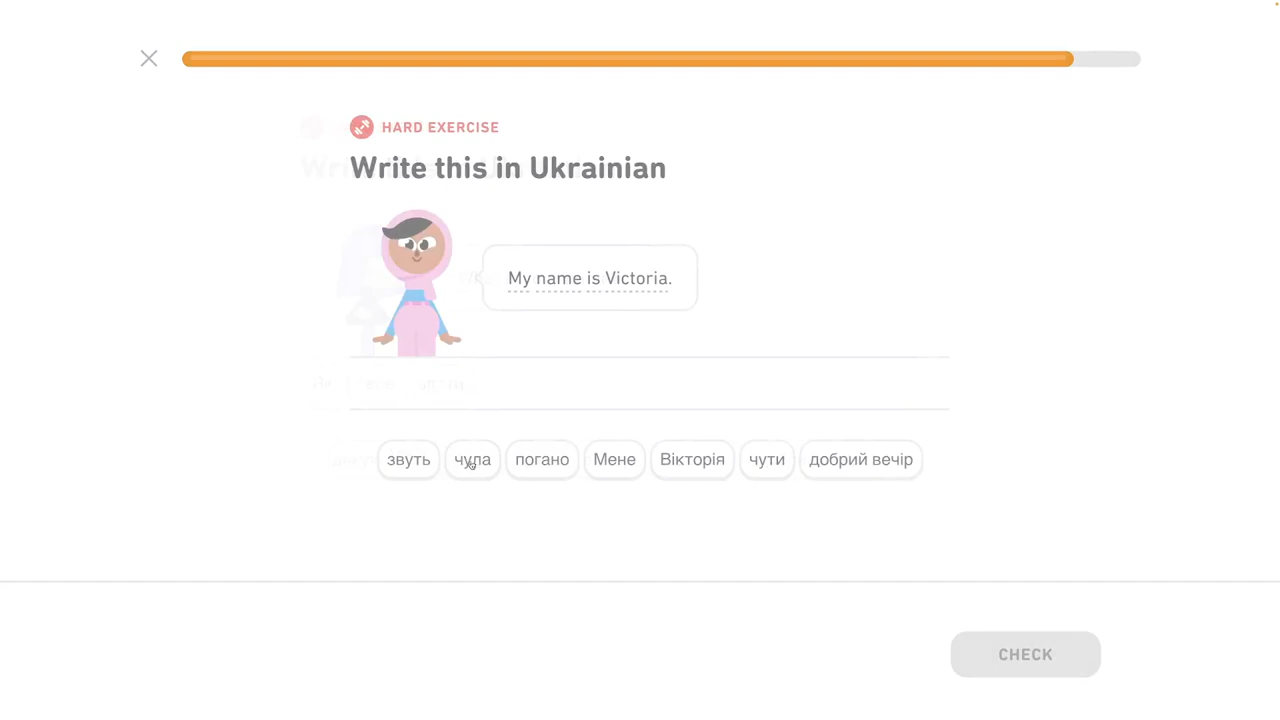 HARD EXERCISE
Write this in Ukrainian
My name is Victoria.
звуть чула погано Мене Вікторія чути добрий вечір
CHECK